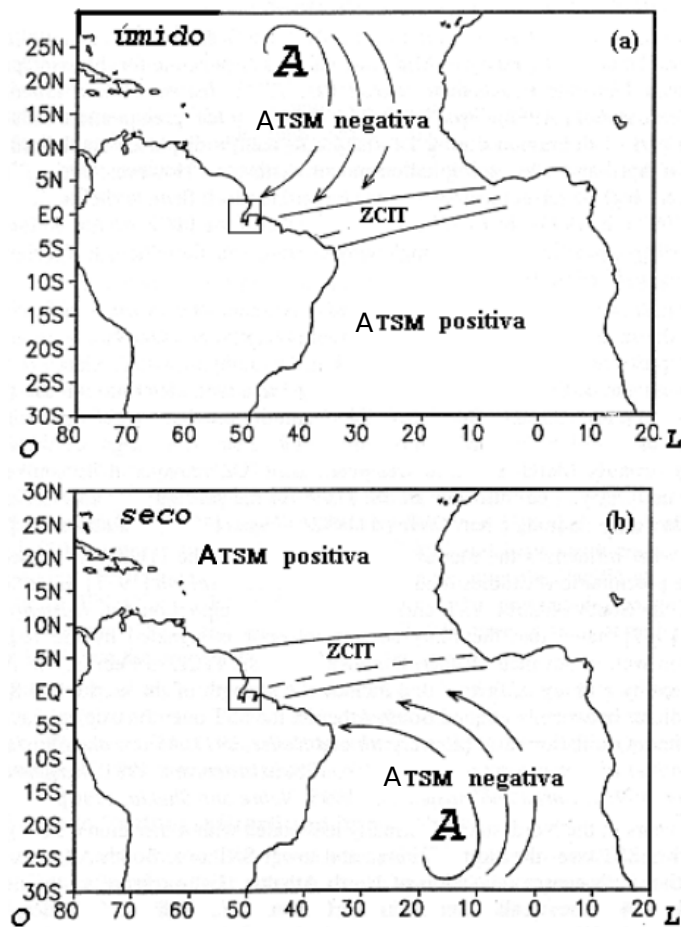 úmido
(a)
25N
A
20N
15N
ATSM negativa
10N
5N
ZCIT
EQ
5S
10S
ATSM positiva
15S
20S
25S
30S
O 80 70 60 50 40 30 20 10 0 10 20 L
30N
seco
(b)
25N
ATSM positiva
20N
15N
10N
ZCIT
5N
EQ
5S
10S
ATSM negativa
15S
20S
A
25S
30S
O 80 70 60 50 40 30 20 10 0 10 20 L